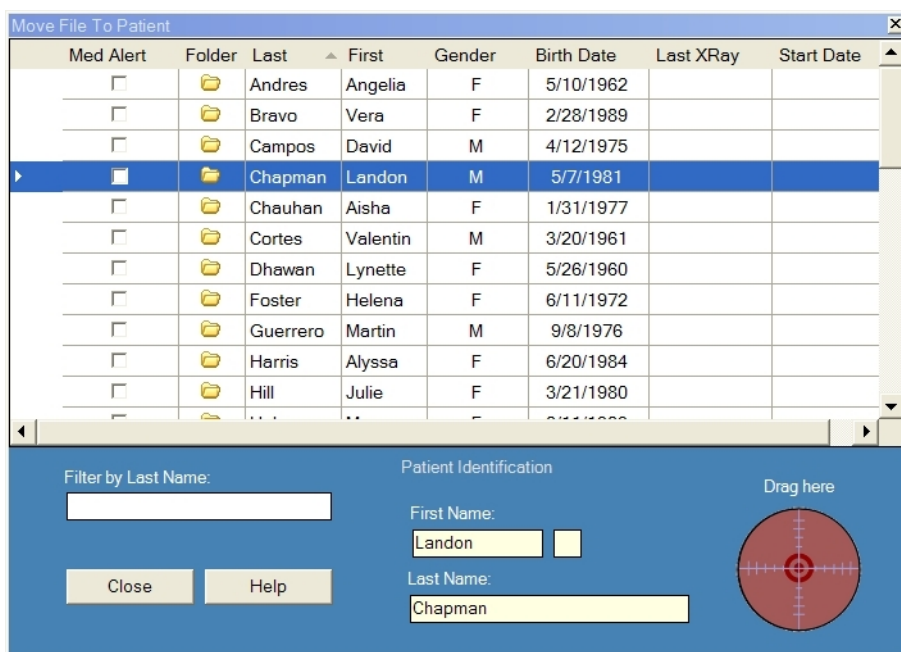 Move File To Patient
Med Alert Folder Last First Gender Birth Date Last XRay Start Date
Andres Angelia F 5/10/1962
Bravo Vera F 2/28/1989
Campos David M 4/12/1975
Chapman Landon M 5/7/1981
Chauhan Aisha F 1/31/1977
Cortes Valentin M 3/20/1961
Dhawan Lynette F 5/26/1960
Foster Helena F 6/11/1972
Guerrero Martin M 9/8/1976
Harris Alyssa F 6/20/1984
Hill Julie F 3/21/1980
Filter by Last Name:
Patient Identification
First Name:
Landon
Last Name:
Chapman
Drag here
Close Help